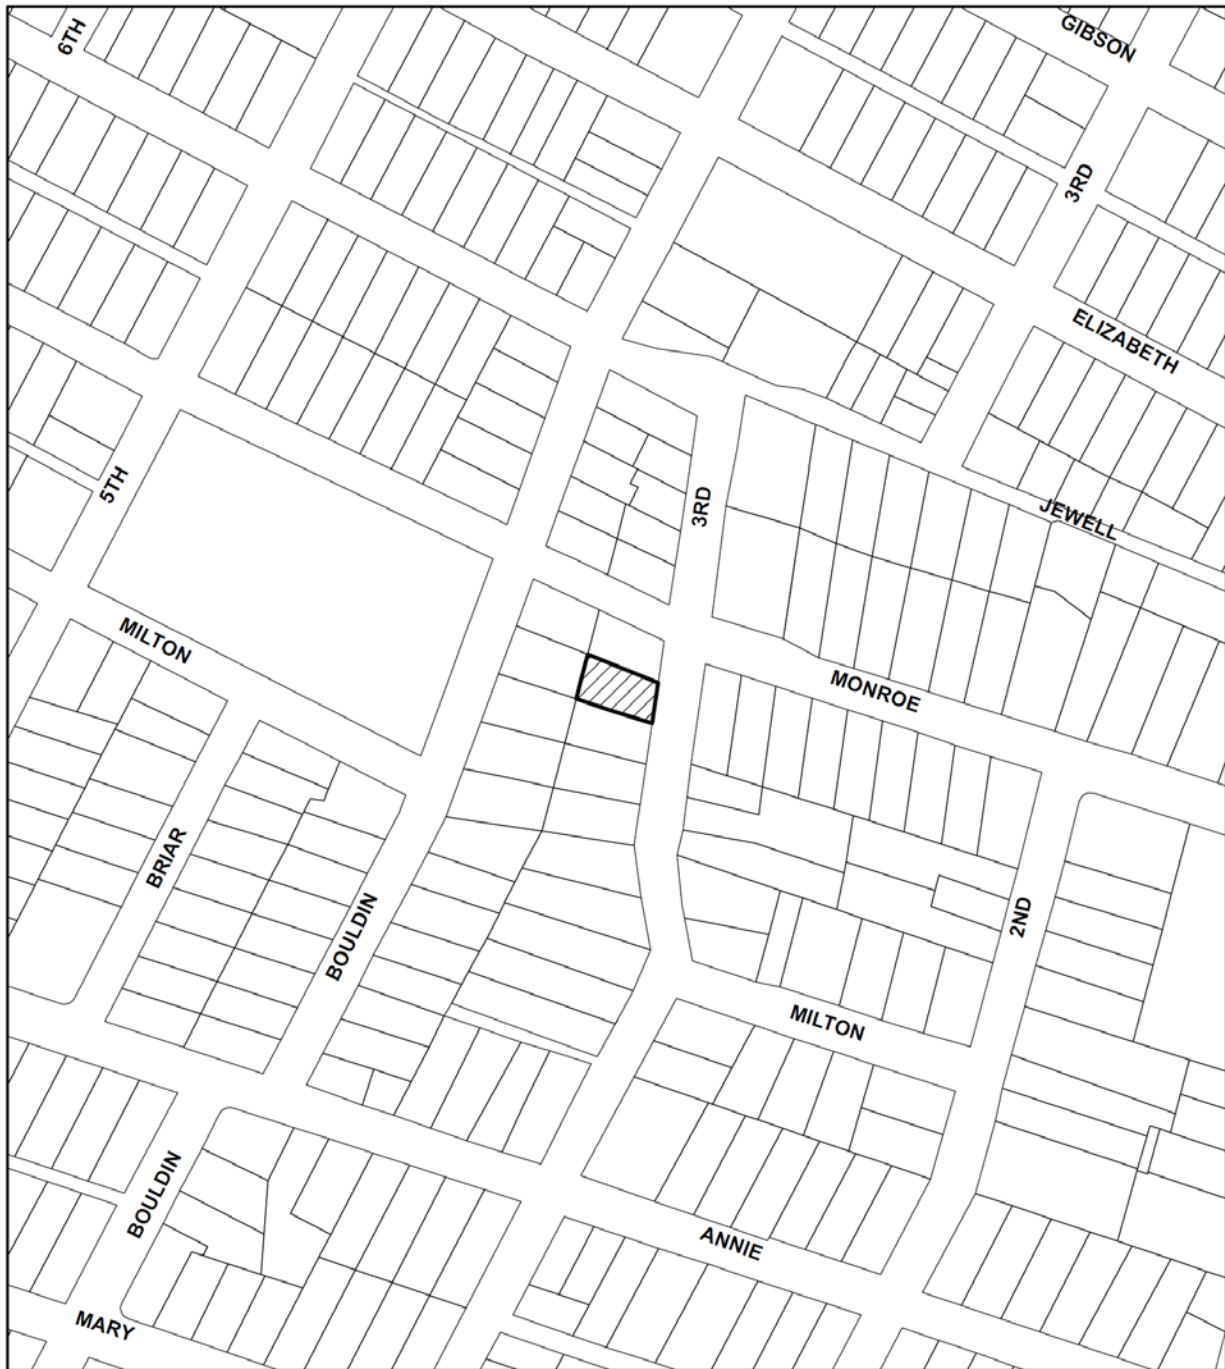 6TH
GIBSON
3RD
ELIZABETH
5TH
3RD
JEWELL
MILTON
MONROE
BRIAR
BOULDIN
2ND
MILTON
BOULDIN
ANNIE
MARY